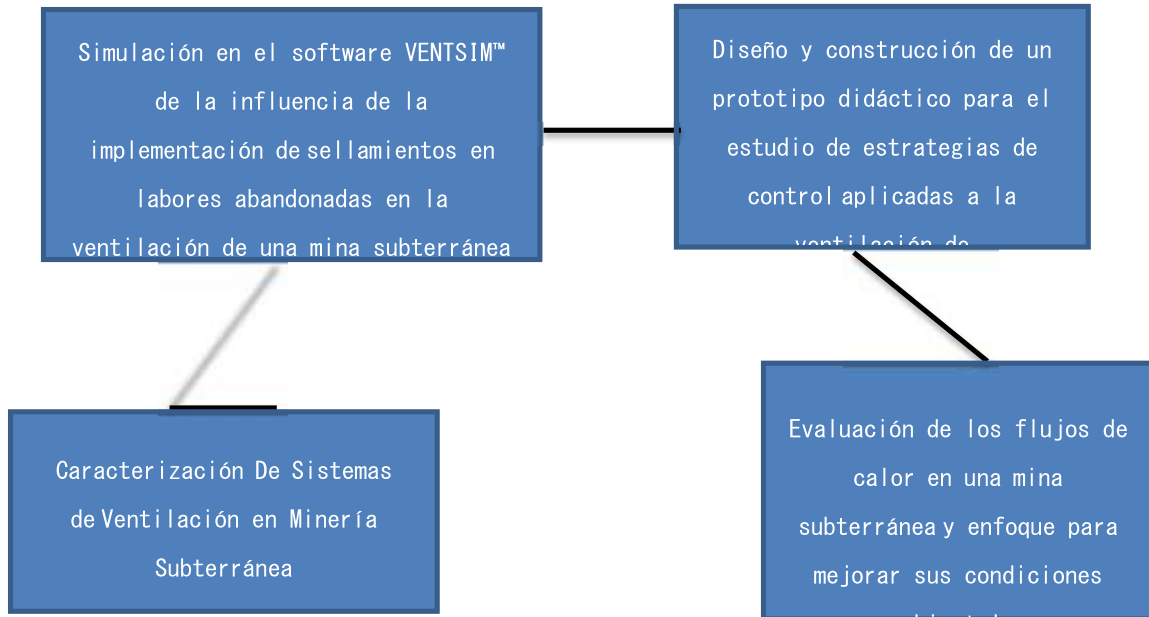 Simulación en el software VENTSIM™
de la influencia de la
implementación de sellamientos en
labores abandonadas en la
ventilación de una mina subterránea
Diseño y construcción de un
prototipo didáctico para el
estudio de estrategias de
control aplicadas a la
ventilación de
Caracterización De Sistemas
de Ventilación en Minería
Subterránea
Evaluación de los flujos de
calor en una mina
subterránea y enfoque para
mejorar sus condiciones